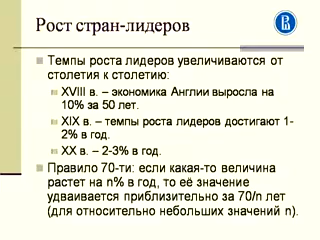 Рост стран-лидеров
Темпы роста лидеров увеличиваются от
столетия к столетию:
XVIII в. – экономика Англии выросла на
10% за 50 лет.
XIX в. – темпы роста лидеров достигают 1-
2% в год.
XX в. – 2-3% в год.
Правило 70-ти: если какая-то величина
растет на n% в год, то её значение
удваивается приблизительно за 70/n лет
(для относительно небольших значений n).